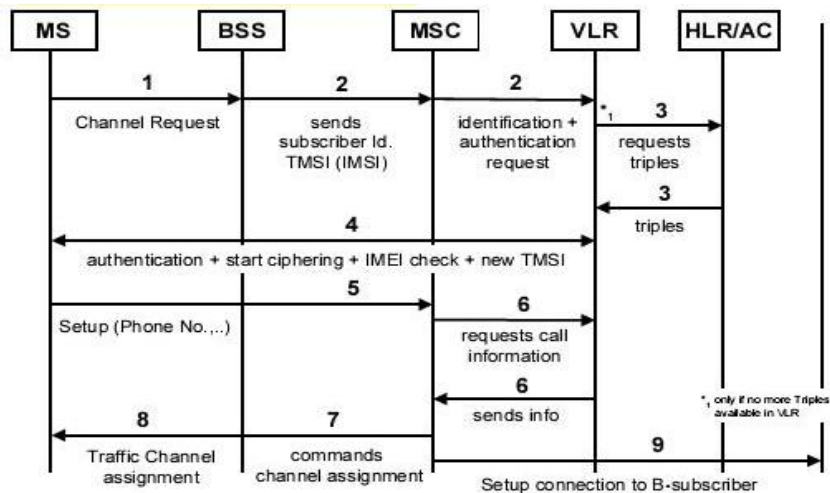 MS BSS MSC VLR HLR/AC
1 2 2
Channel Request
sends
subscriber Id.
TMSI (IMSI)
identification +
authentication
request
*1 3
requests
triples
3
triples
4
authentication + start ciphering + IMEI check + new TMSI
5
Setup (Phone No.,..)
6
requests call
information
6
sends info
*1 only if no more Triples
available in VLR
8 7
Traffic Channel
assignment
commands
channel assignment
9
Setup connection to B-subscriber